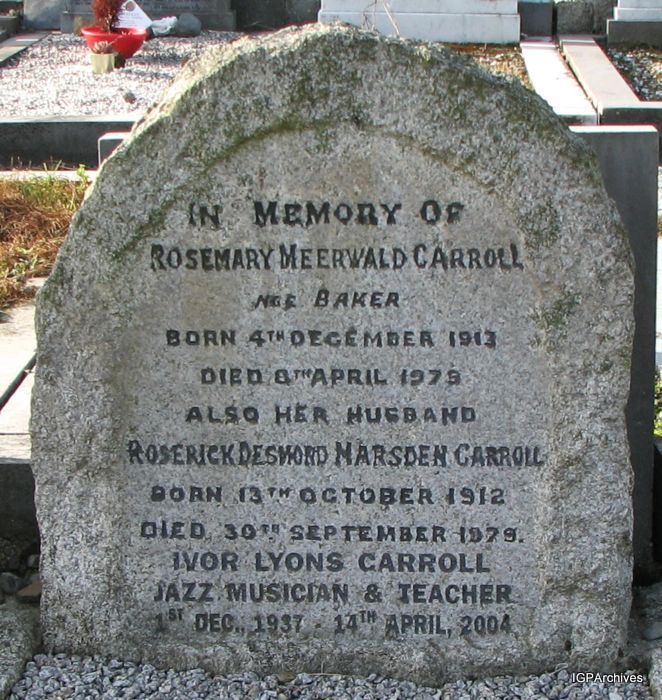 IN MEMORY OF
ROSEMARY MEERWALD CARROLL
NEE BAKER
BORN 4TH DECEMBER 1913
DIED 8TH APRIL 1979
ALSO HER HUSBAND
RODERICK DESMOND MARSDEN CARROLL
BORN 13TH OCTOBER 1912
DIED 30TH SEPTEMBER 1979.
IVOR LYONS CARROLL
JAZZ MUSICIAN & TEACHER
1ST DEC., 1937 - 14TH APRIL, 2004
IGPArchives